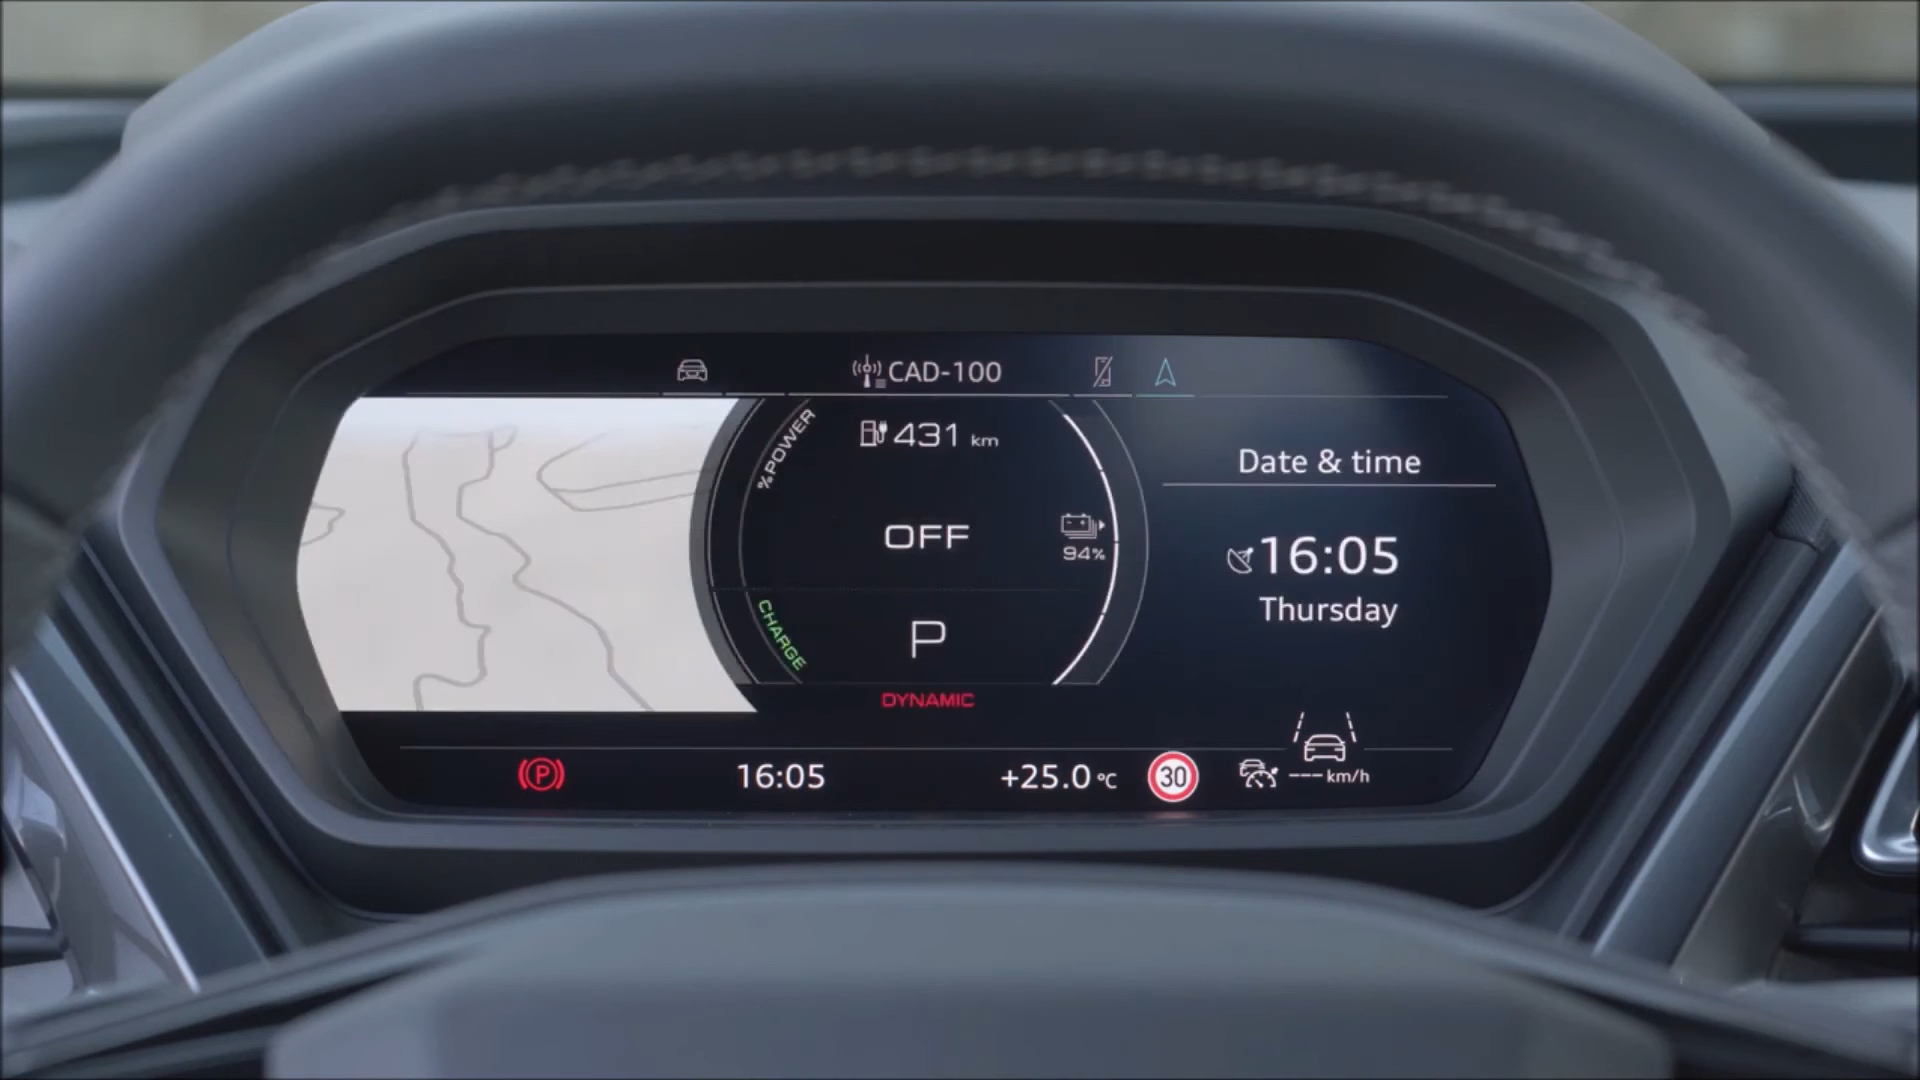 CAD-100
% POWER
431 km
Date & time
OFF
94%
16:05
Thursday
CHARGE
P
DYNAMIC
P
16:05
+25.0 °C
30
--- km/h